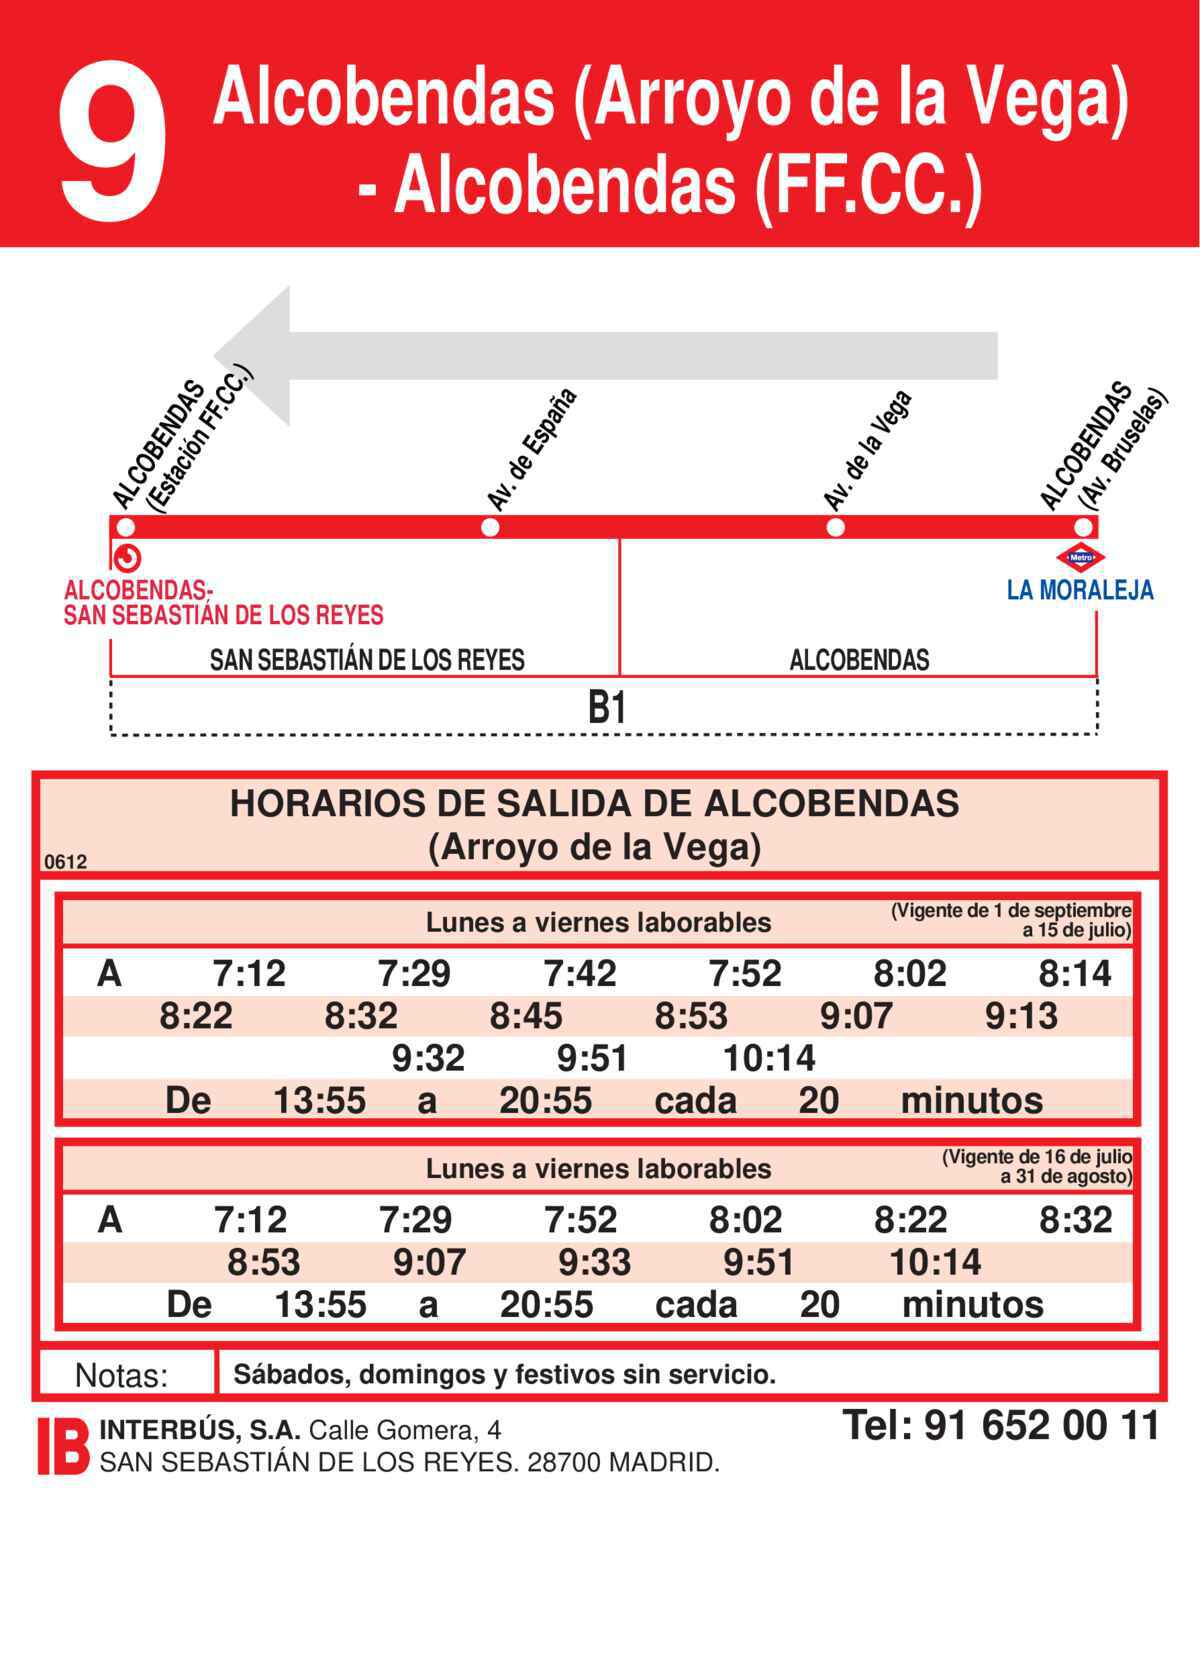 9
Alcobendas (Arroyo de la Vega)
- Alcobendas (FF.CC.)
ALCOBENDAS
(Estación FF.CC.)
Av. de España
Av. de la Vega
ALCOBENDAS
(Av. Bruselas)
Metro
ALCOBENDAS-
SAN SEBASTIÁN DE LOS REYES
LA MORALEJA
SAN SEBASTIÁN DE LOS REYES
ALCOBENDAS
B1
HORARIOS DE SALIDA DE ALCOBENDAS
(Arroyo de la Vega)
0612
Lunes a viernes laborables
(Vigente de 1 de septiembre
a 15 de julio)
A 7:12 7:29 7:42 7:52 8:02 8:14
8:22 8:32 8:45 8:53 9:07 9:13
9:32 9:51 10:14
De 13:55 a 20:55 cada 20 minutos
Lunes a viernes laborables
(Vigente de 16 de julio
a 31 de agosto)
A 7:12 7:29 7:52 8:02 8:22 8:32
8:53 9:07 9:33 9:51 10:14
De 13:55 a 20:55 cada 20 minutos
Notas: Sábados, domingos y festivos sin servicio.
IB
INTERBÚS, S.A. Calle Gomera, 4
SAN SEBASTIÁN DE LOS REYES. 28700 MADRID.
Tel: 91 652 00 11